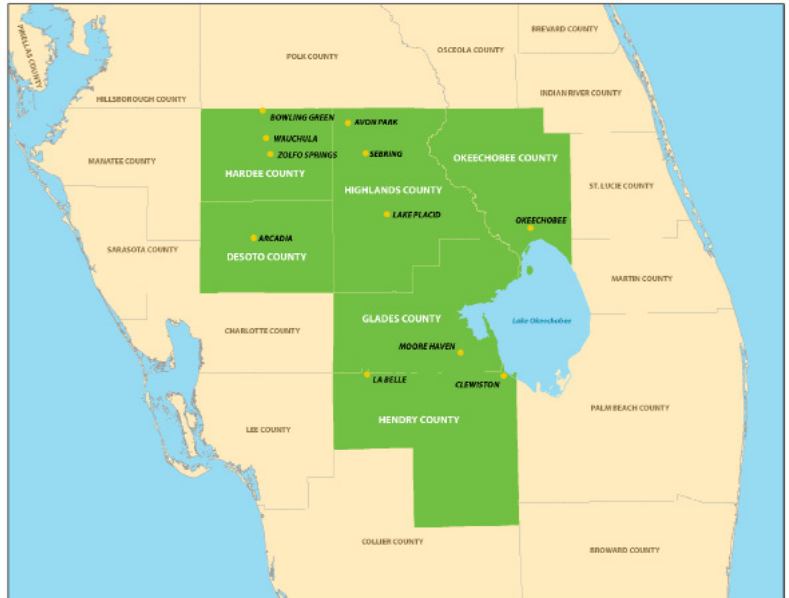 BREVARD COUNTY
PINELLAS COUNTY
OSCEOLA COUNTY
POLK COUNTY
INDIAN RIVER COUNTY
HILLSBOROUGH COUNTY
BOWLING GREEN
AVON PARK
WAUCHULA
ZOLFO SPRINGS
SEBRING
OKEECHOBEE COUNTY
MANATEE COUNTY
HARDEE COUNTY
HIGHLANDS COUNTY
ST. LUCIE COUNTY
LAKE PLACID
OKEECHOBEE
ARCADIA
SARASOTA COUNTY
DESOTO COUNTY
MARTIN COUNTY
GLADES COUNTY
Lake Okeechobee
CHARLOTTE COUNTY
MOORE HAVEN
LA BELLE
CLEWISTON
PALM BEACH COUNTY
HENDRY COUNTY
LEE COUNTY
COLLIER COUNTY
BROWARD COUNTY